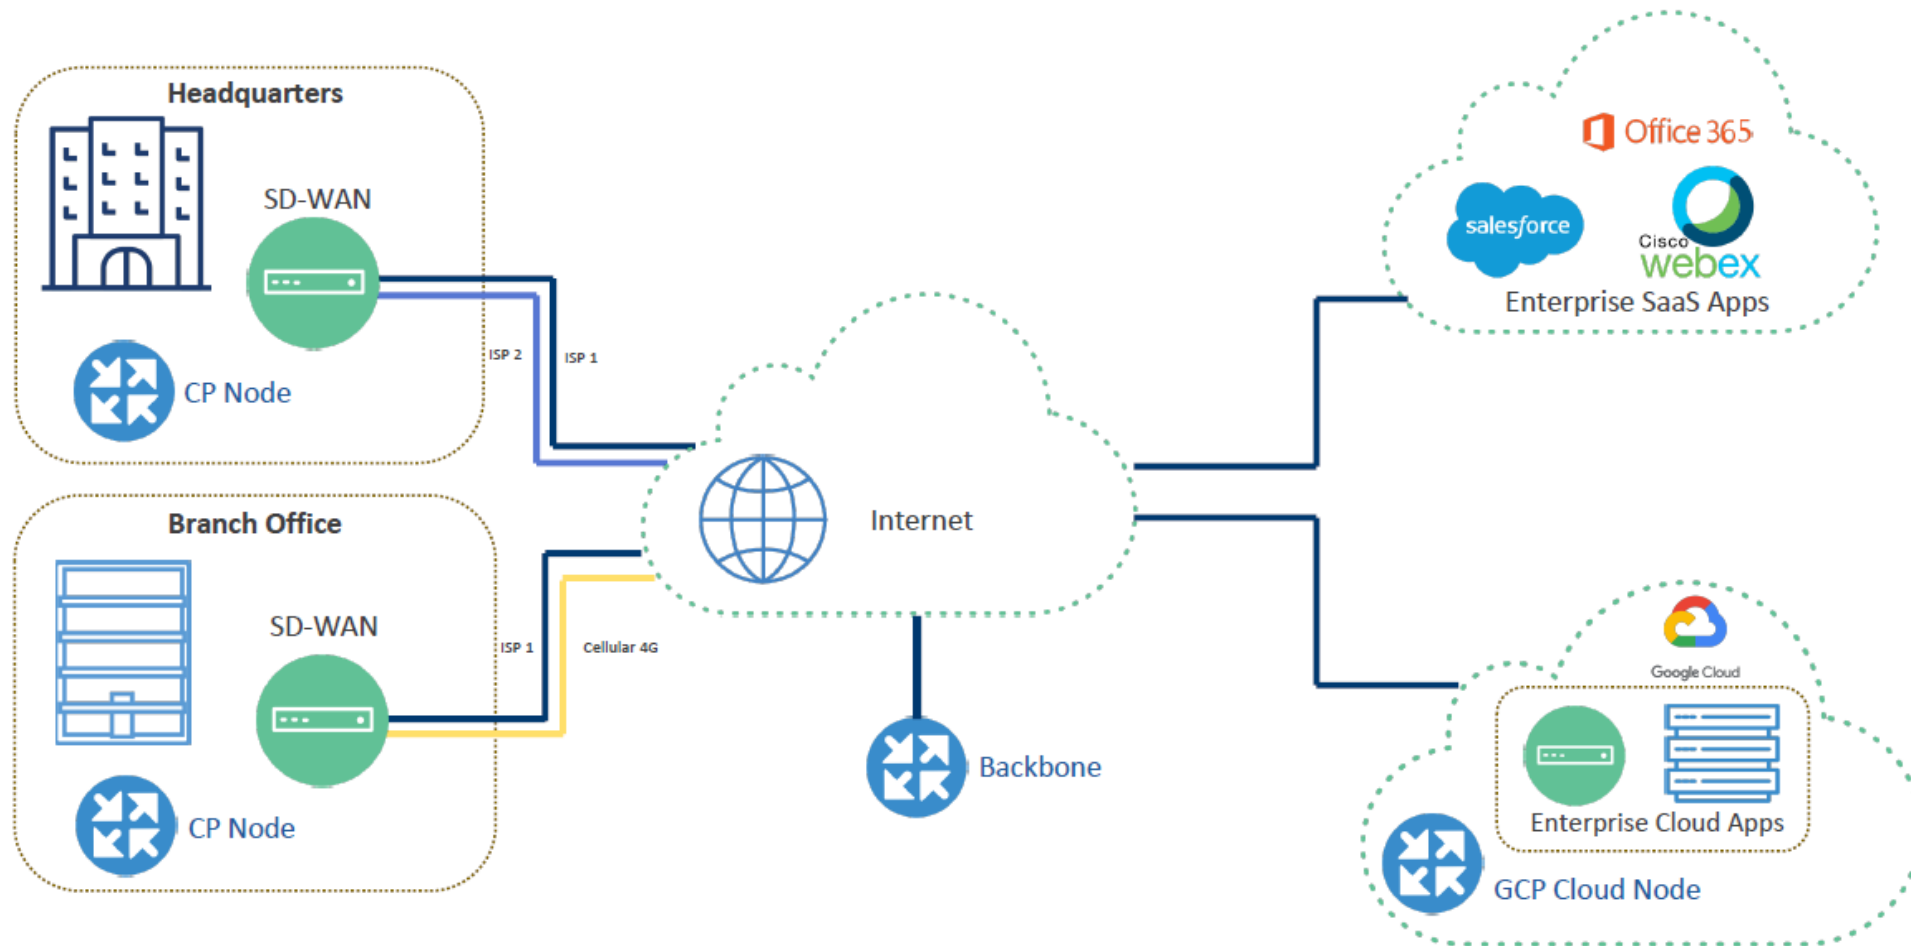 Headquarters
SD-WAN
CP Node
ISP 2
ISP 1
Branch Office
SD-WAN
CP Node
ISP 1
Cellular 4G
Internet
Backbone
Office 365
salesforce
Cisco
webex
Enterprise SaaS Apps
Google Cloud
Enterprise Cloud Apps
GCP Cloud Node